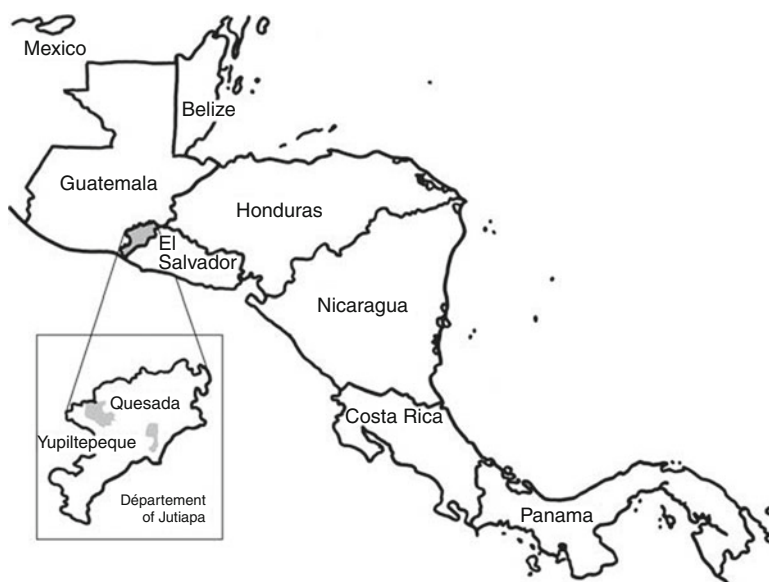 Mexico
Belize
Guatemala
Honduras
El
Salvador
Nicaragua
Quesada
Costa Rica
Yupiltepeque
Département
of Jutiapa
Panama